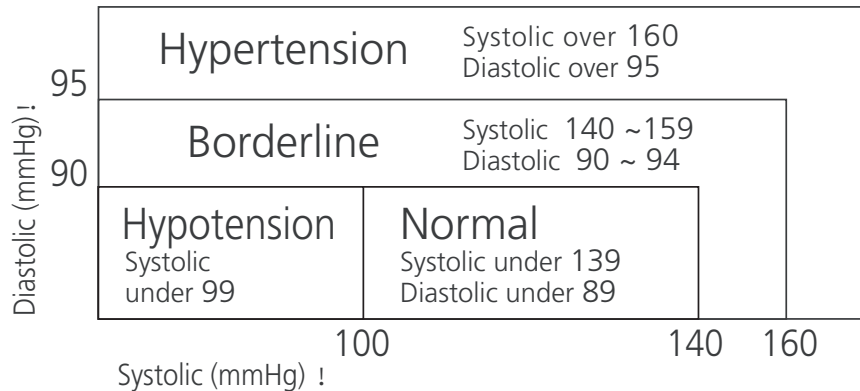 Hypertension
Systolic over 160
Diastolic over 95
95
Borderline
Systolic 140 ~159
Diastolic 90 ~ 94
90
Hypotension
Systolic
under 99
Normal
Systolic under 139
Diastolic under 89
Diastolic (mmHg) !
100
140
160
Systolic (mmHg) !